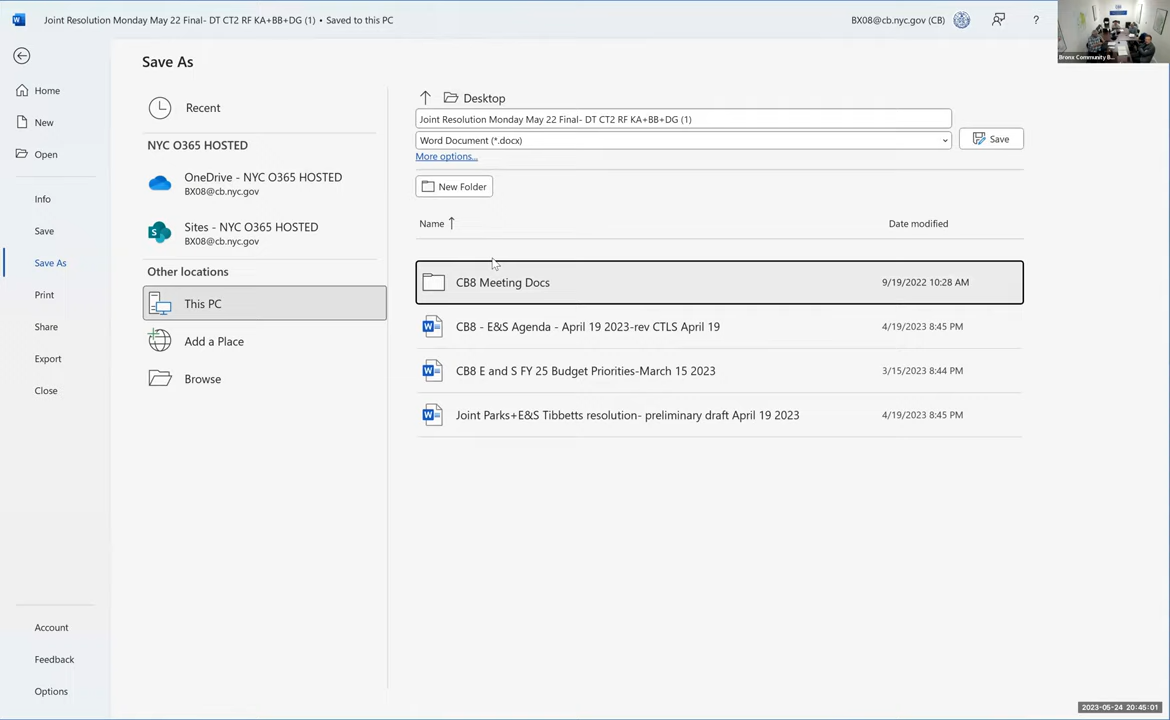 Joint Resolution Monday May 22 Final- DT CT2 RF KA+BB+DG (1) • Saved to this PC
BX08@cb.nyc.gov (CB)
?
Save As
Home
New
Open
Info
Save
Save As
Print
Share
Export
Close
Account
Feedback
Options
Recent
NYC O365 HOSTED
OneDrive - NYC O365 HOSTED
BX08@cb.nyc.gov
Sites - NYC O365 HOSTED
BX08@cb.nyc.gov
Other locations
This PC
Add a Place
Browse
Desktop
Joint Resolution Monday May 22 Final- DT CT2 RF KA+BB+DG (1)
Word Document (*.docx)
Save
More options...
New Folder
Name
Date modified
CB8 Meeting Docs
9/19/2022 10:28 AM
CB8 - E&S Agenda - April 19 2023-rev CTLS April 19
4/19/2023 8:45 PM
CB8 E and S FY 25 Budget Priorities-March 15 2023
3/15/2023 8:44 PM
Joint Parks+E&S Tibbetts resolution- preliminary draft April 19 2023
4/19/2023 8:45 PM
Bronx Community B...
2023-05-24 20:45:01